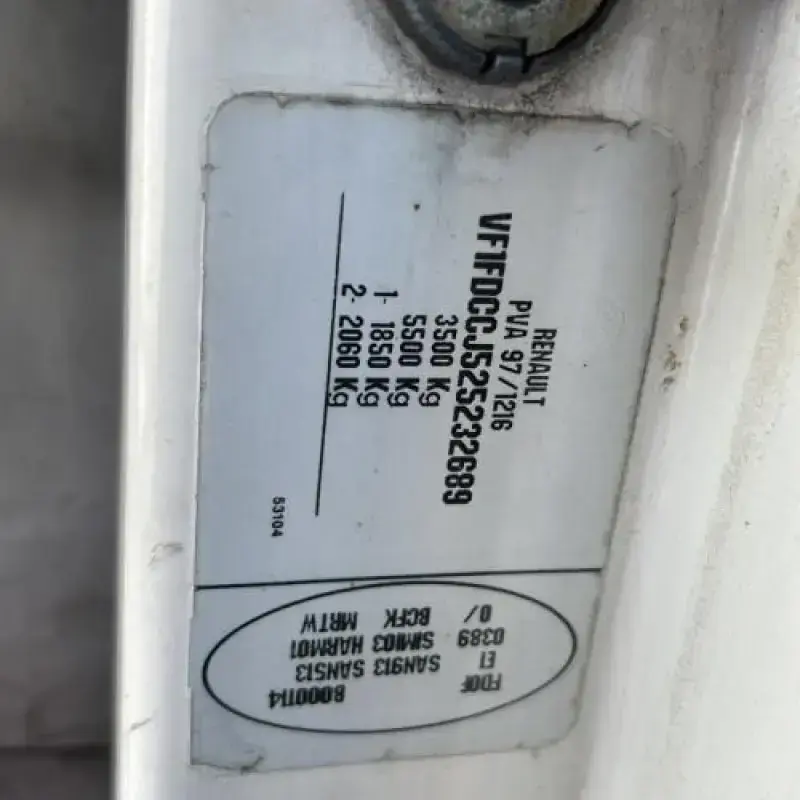 RENAULT
PVA 97/1216
VF1FDCCJ525232689
3500 Kg
5500 Kg
1- 1850 Kg
2- 2060 Kg
53104
FDOF B000114
E1 SAN913 SAN513
0389 SIM103 HARM01
0/ BCFK MRTW